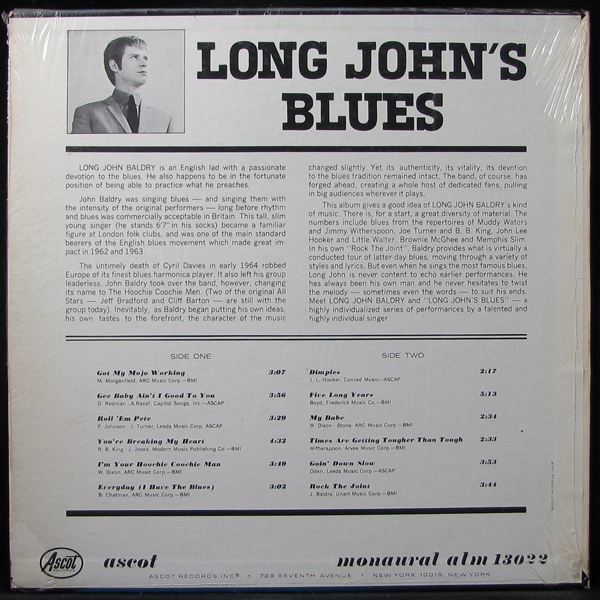 LONG JOHN'S
BLUES
LONG JOHN BALDRY is an English lad with a passionate
devotion to the blues. He also happens to be in the fortunate
position of being able to practice what he preaches.
John Baldry was singing blues — and singing them with
the intensity of the original performers — long before rhythm
and blues was commercially acceptable in Britain. This tall, slim
young singer (he stands 6'7" in his socks) became a familiar
figure at London folk clubs, and was one of the main standard
bearers of the English blues movement which made great im-
pact in 1962 and 1963.
The untimely death of Cyril Davies in early 1964 robbed
Europe of its finest blues harmonica player. It also left his group
leaderless. John Baldry took over the band, however, changing
its name to The Hoochie Coochie Men. (Two of the original All
Stars — Jeff Bradford and Cliff Barton — are still with the
group today). Inevitably, as Baldry began putting his own ideas,
his own tastes to the forefront, the character of the music
changed slightly. Yet its authenticity, its vitality, its devotion
to the blues tradition remained intact. The band, of course, has
forged ahead, creating a whole host of dedicated fans, pulling
in big audiences wherever it plays.
This album gives a good idea of LONG JOHN BALDRY'S kind
of music. There is, for a start, a great diversity of material. The
numbers include blues from the repertoires of Muddy Waters
and Jimmy Witherspoon, Joe Turner and B. B. King, John Lee
Hooker and Little Walter, Brownie McGhee and Memphis Slim.
In his own "Rock The Joint", Baldry provides what is virtually a
conducted tour of latter-day blues, moving through a variety of
styles and lyrics. But even when he sings the most famous blues,
Long John is never content to echo earlier performances. He
has always been his own man and he never hesitates to twist
the melody — sometimes even the words — to suit his ends.
Meet LONG JOHN BALDRY and "LONG JOHN'S BLUES" — a
highly individualized series of performances by a talented and
highly individual singer.
SIDE ONE
Got My Mojo Working 3:07
M. Morganfield, ARC Music Corp.—BMI
Gee Baby Ain't I Good To You 3:56
D. Redman - A. Razaf, Capitol Songs, Inc.—ASCAP
Roll 'Em Pete 3:29
P. Johnson - J. Turner, Leeds Music Corp. ASCAP
You're Breaking My Heart 4:32
R. B. King - J. Josea, Modern Music Publishing Co—BMI
I'm Your Hoochie Coochie Man 3:49
W. Dixon, ARC Music Corp.—BMI
Everyday (I Have The Blues) 3:02
B. Chatman, ARC Music Corp.—BMI
SIDE TWO
Dimples 2:17
J. L. Hooker, Conrad Music—ASCAP
Five Long Years 5:13
Boyd, Frederick Music Co.—BMI
My Babe 2:34
W. Dixon - Stone, ARC Music Corp.—BMI
Times Are Getting Tougher Than Tough 2:33
Witherspoon, Arvee Music Corp.—BMI
Goin' Down Slow 3:53
Oden, Leeds Music Corp.—ASCAP
Rock The Joint 3:44
J. Baldry, Unart Music Corp.—BMI
Ascot
ascot
monaural alm 13022
ASCOT RECORDS, INC® • 729 SEVENTH AVENUE • NEW YORK 10019, NEW YORK